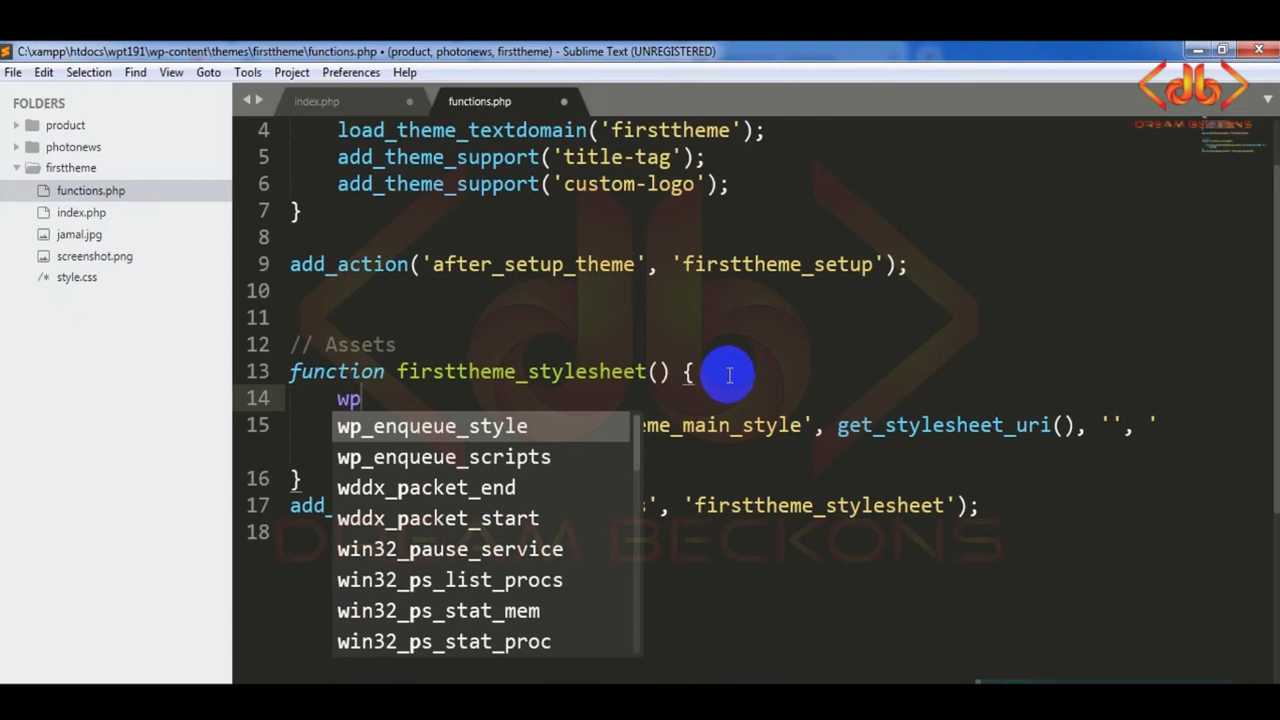 C:\xampp\htdocs\wpt191\wp-content\themes\firsttheme\functions.php • (product, photonews, firsttheme) - Sublime Text (UNREGISTERED)
File Edit Selection Find View Goto Tools Project Preferences Help
FOLDERS
product
photonews
firsttheme
functions.php
index.php
jamal.jpg
screenshot.png
style.css
index.php
functions.php
DREAM BECKONS
4 load_theme_textdomain('firsttheme');
5 add_theme_support('title-tag');
6 add_theme_support('custom-logo');
7 }
8
9 add_action('after_setup_theme', 'firsttheme_setup');
10
11
12 // Assets
13 function firsttheme_stylesheet() {
14 wp
15 eme_main_style', get_stylesheet_uri(), '', '
16 }
17 add_ s', 'firsttheme_stylesheet');
18
wp_enqueue_style
wp_enqueue_scripts
wddx_packet_end
wddx_packet_start
win32_pause_service
win32_ps_list_procs
win32_ps_stat_mem
win32_ps_stat_proc
DREAM BECKONS